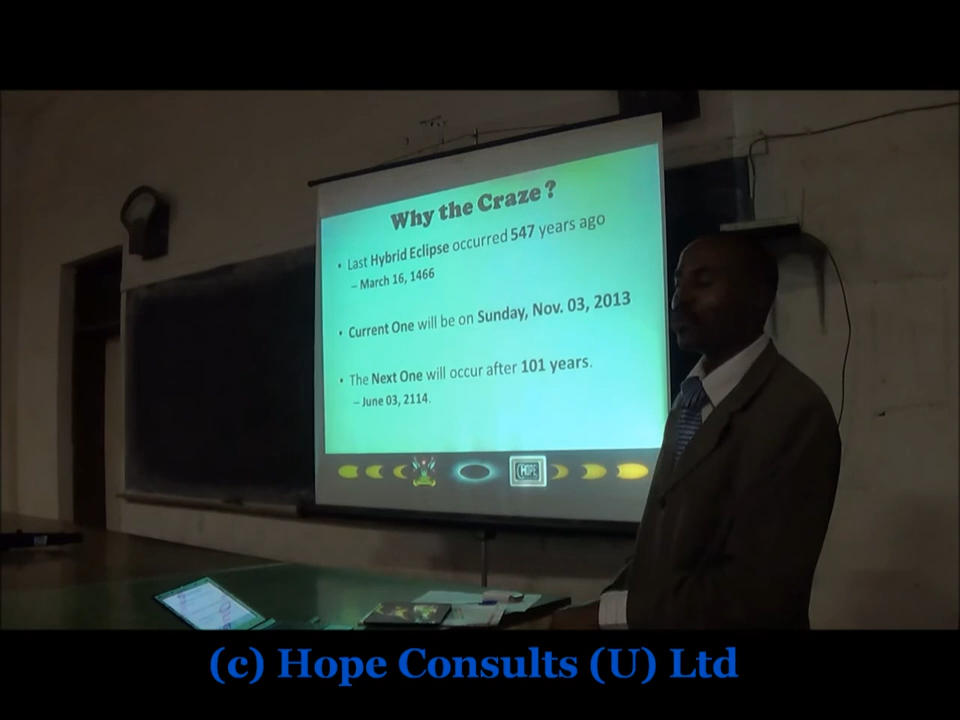 Why the Craze ?
• Last Hybrid Eclipse occurred 547 years ago
– March 16, 1466
• Current One will be on Sunday, Nov. 03, 2013
• The Next One will occur after 101 years.
– June 03, 2114.
HOPE
(c) Hope Consults (U) Ltd